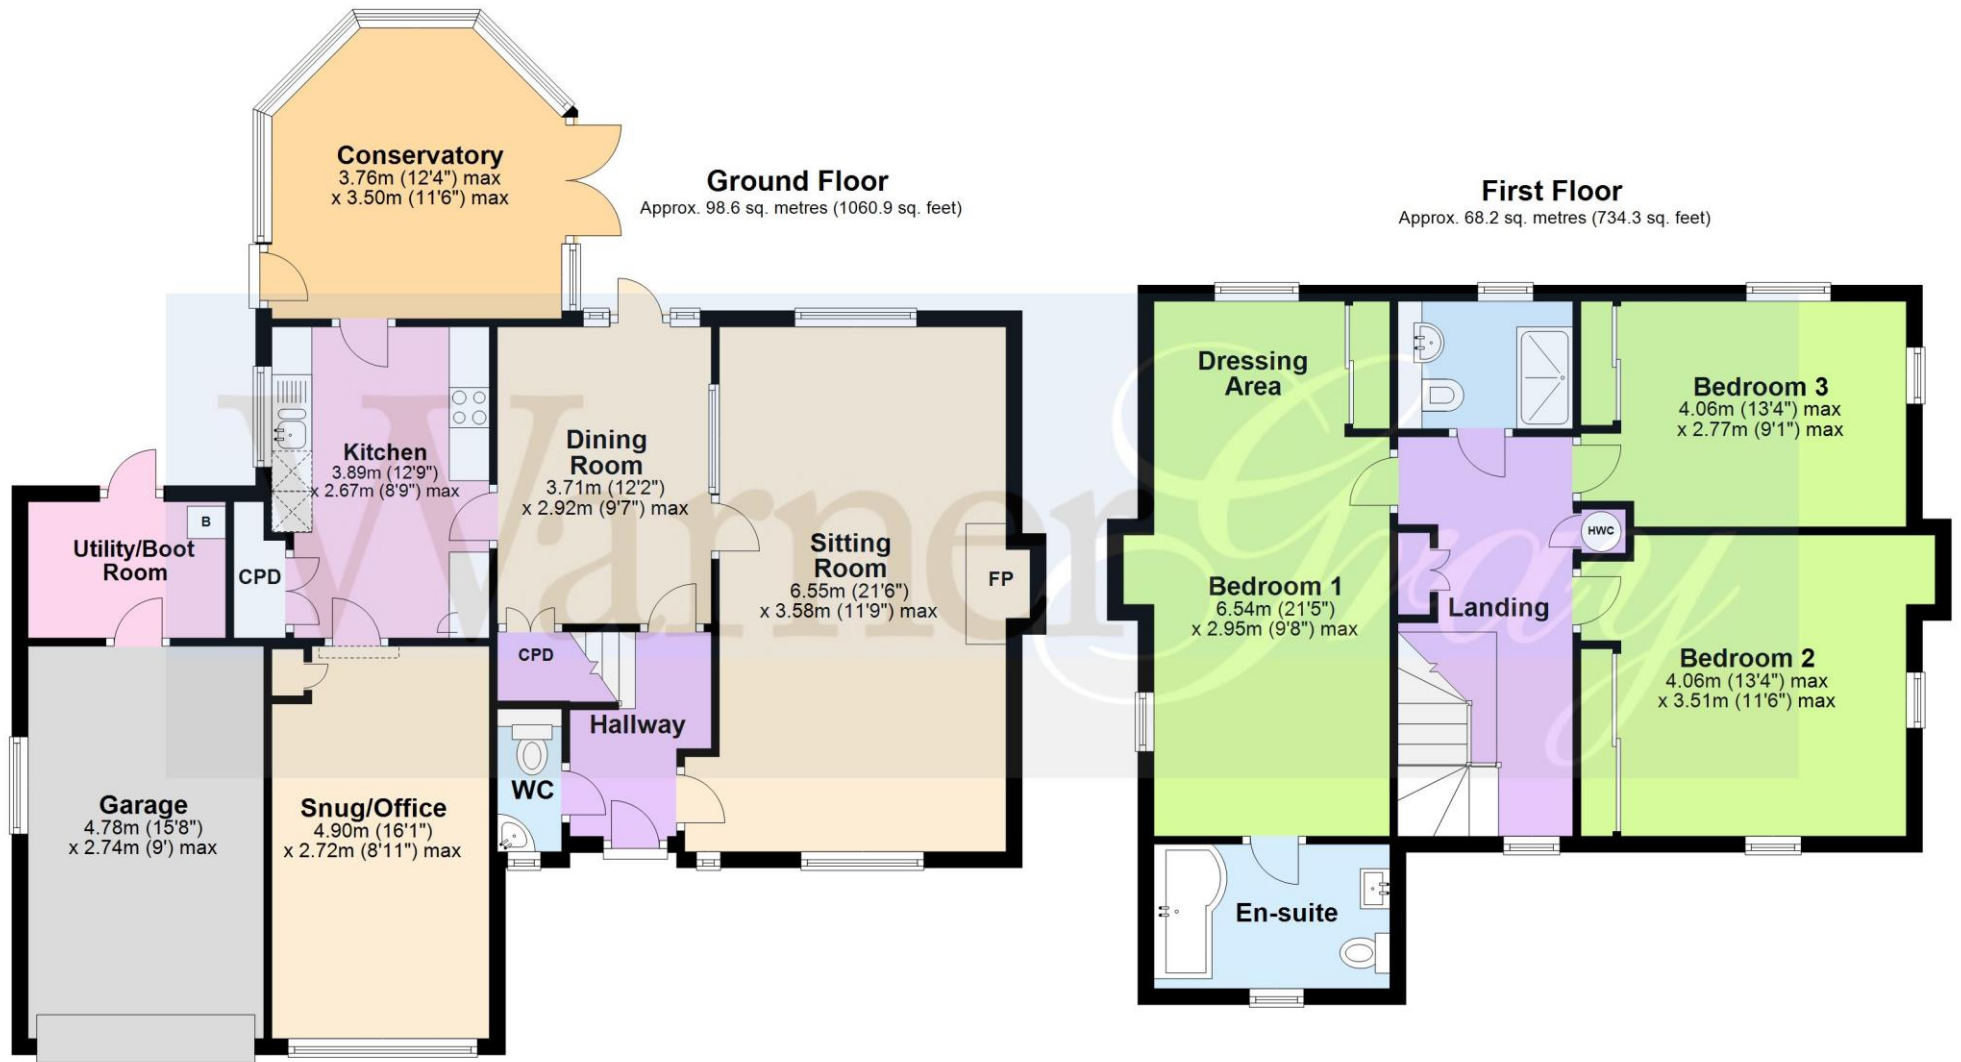 Conservatory
3.76m (12'4") max
x 3.50m (11'6") max
Ground Floor
Approx. 98.6 sq. metres (1060.9 sq. feet)
Kitchen
3.89m (12'9")
x 2.67m (8'9") max
Dining
Room
3.71m (12'2")
x 2.92m (9'7") max
Sitting
Room
6.55m (21'6")
x 3.58m (11'9") max
FP
B
Utility/Boot
Room
CPD
CPD
Hallway
WC
Garage
4.78m (15'8")
x 2.74m (9') max
Snug/Office
4.90m (16'1")
x 2.72m (8'11") max
First Floor
Approx. 68.2 sq. metres (734.3 sq. feet)
Dressing
Area
Bedroom 3
4.06m (13'4") max
x 2.77m (9'1") max
HWC
Bedroom 1
6.54m (21'5")
x 2.95m (9'8") max
Landing
Bedroom 2
4.06m (13'4") max
x 3.51m (11'6") max
En-suite
WarnerGray